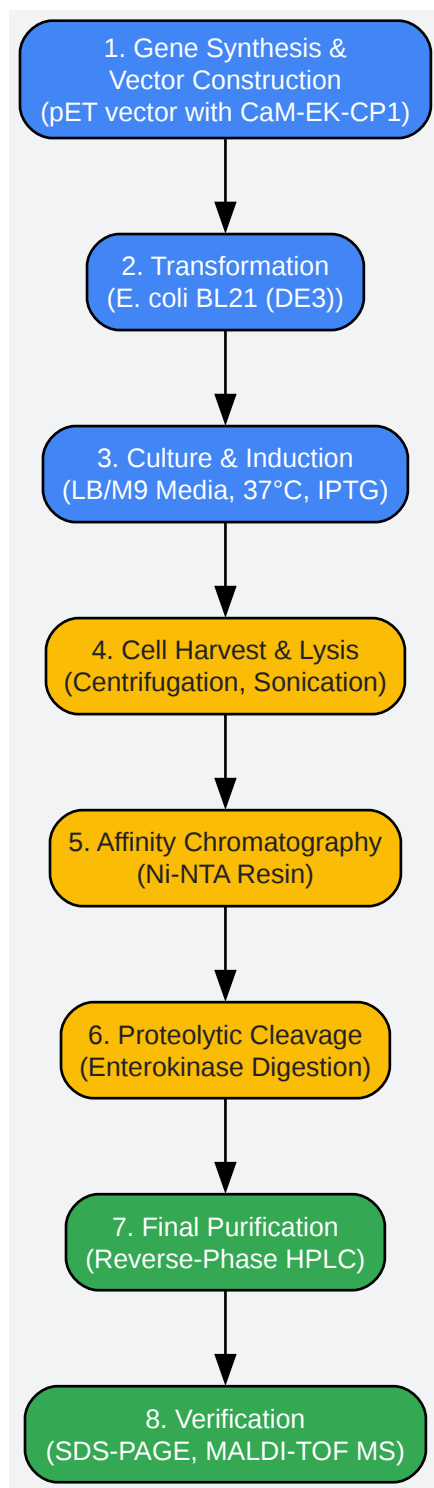 1. Gene Synthesis &
Vector Construction
(pET vector with CaM-EK-CP1)
2. Transformation
(E. coli BL21 (DE3))
3. Culture & Induction
(LB/M9 Media, 37°C, IPTG)
4. Cell Harvest & Lysis
(Centrifugation, Sonication)
5. Affinity Chromatography
(Ni-NTA Resin)
6. Proteolytic Cleavage
(Enterokinase Digestion)
7. Final Purification
(Reverse-Phase HPLC)
8. Verification
(SDS-PAGE, MALDI-TOF MS)